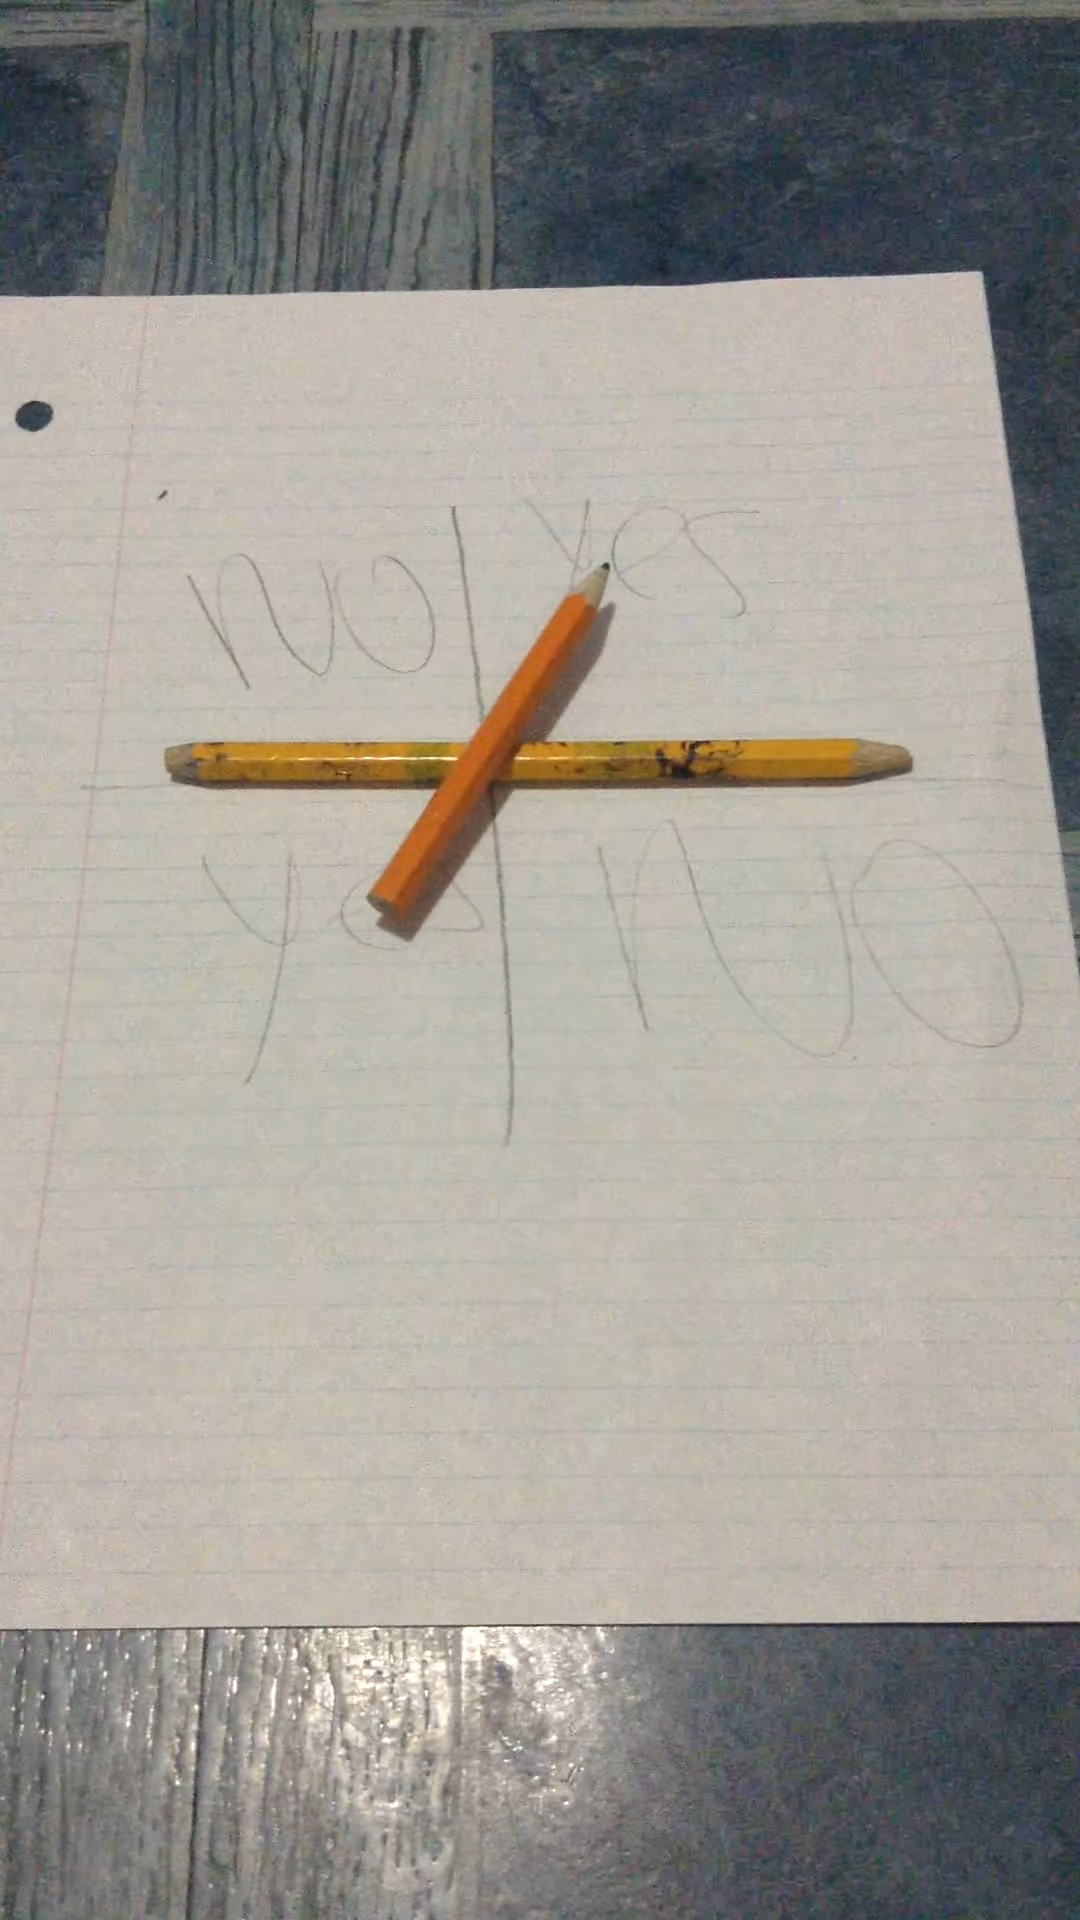 NO yes
yes NO